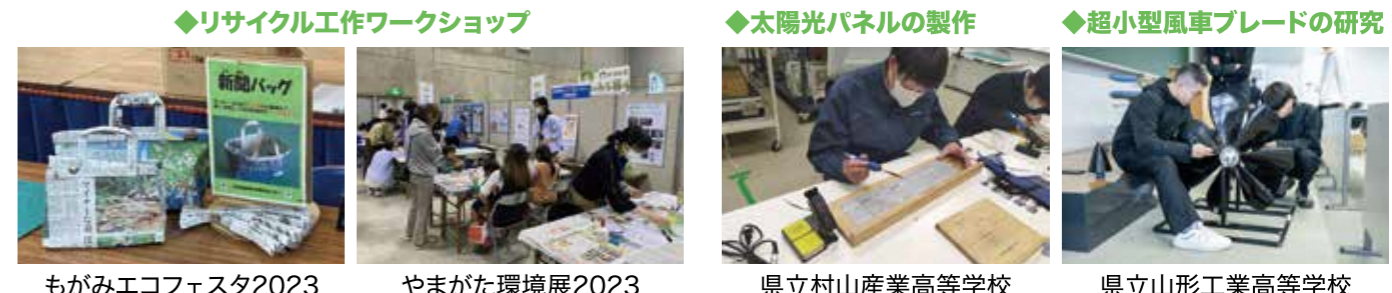 ◆リサイクル工作ワークショップ
◆太陽光パネルの製作
◆超小型風車ブレードの研究
新聞バッグ
もがみエコフェスタ2023
やまがた環境展2023
県立村山産業高等学校
県立山形工業高等学校